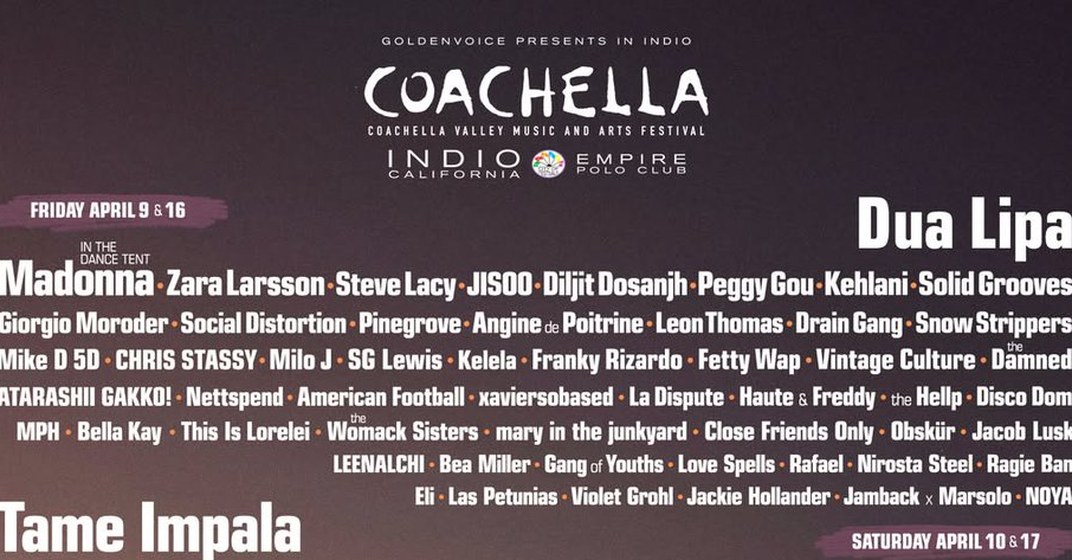 GOLDENVOICE PRESENTS IN INDIO
COACHELLA
COACHELLA VALLEY MUSIC AND ARTS FESTIVAL
INDIO CALIFORNIA EMPIRE POLO CLUB
FRIDAY APRIL 9 & 16
Dua Lipa
IN THE DANCE TENT
Madonna • Zara Larsson • Steve Lacy • JISOO • Diljit Dosanjh • Peggy Gou • Kehlani • Solid Grooves
Giorgio Moroder • Social Distortion • Pinegrove • Angine de Poitrine • Leon Thomas • Drain Gang • Snow Strippers
Mike D 5D • CHRIS STASSY • Milo J • SG Lewis • Kelela • Franky Rizardo • Fetty Wap • Vintage Culture • the Damned
ATARASHII GAKKO! • Nettspend • American Football • xaviersobased • La Dispute • Haute & Freddy • the Hellp • Disco Dom
MPH • Bella Kay • This Is Lorelei • the Womack Sisters • mary in the junkyard • Close Friends Only • Obskür • Jacob Lusk
LEENALCHI • Bea Miller • Gang of Youths • Love Spells • Rafael • Nirosta Steel • Ragie Ban
Eli • Las Petunias • Violet Grohl • Jackie Hollander • Jamback x Marsolo • NOYA
Tame Impala
SATURDAY APRIL 10 & 17